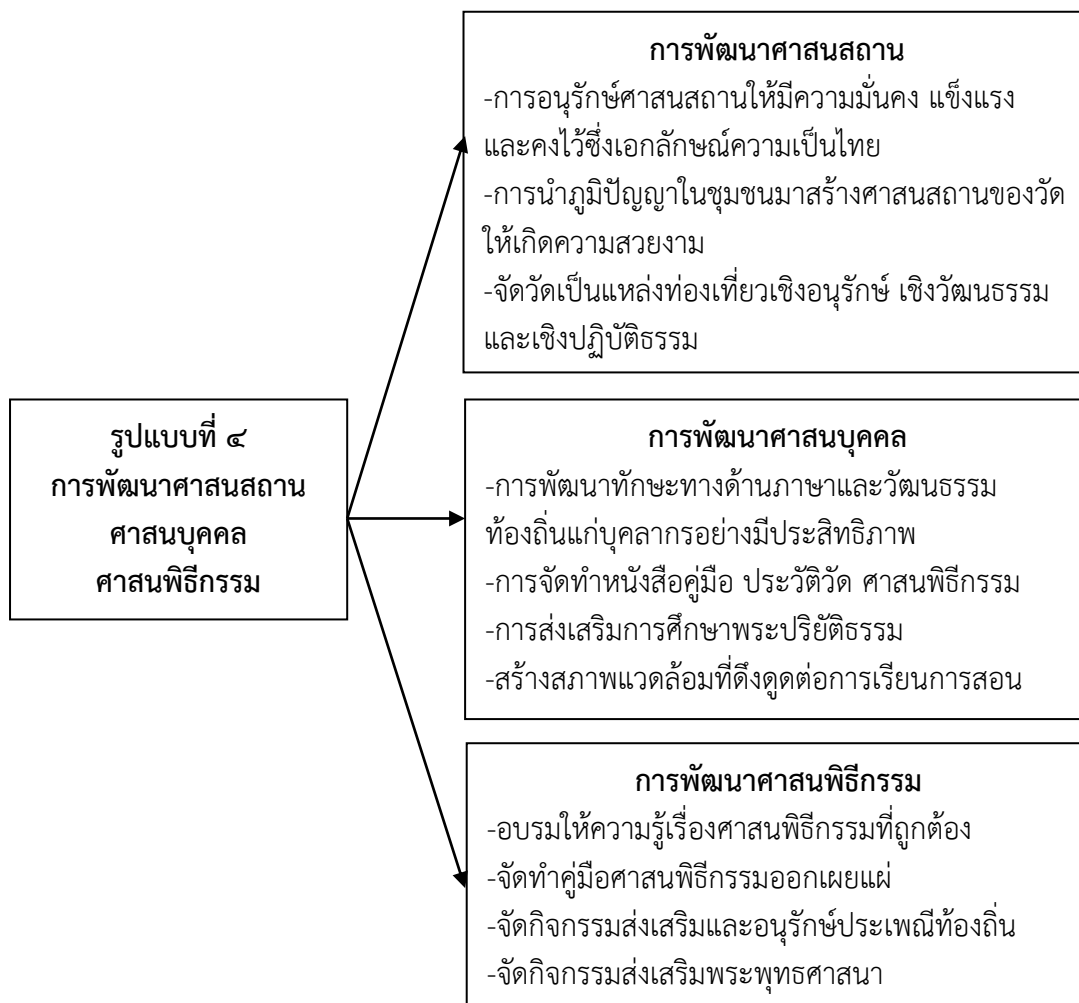 การพัฒนาศาสนสถาน
-การอนุรักษ์ศาสนสถานให้มีความมั่นคง แข็งแรง
และคงไว้ซึ่งเอกลักษณ์ความเป็นไทย
-การนำภูมิปัญญาในชุมชนมาสร้างศาสนสถานของวัด
ให้เกิดความสวยงาม
-จัดวัดเป็นแหล่งท่องเที่ยวเชิงอนุรักษ์ เชิงวัฒนธรรม
และเชิงปฏิบัติธรรม
รูปแบบที่ ๔
การพัฒนาศาสนสถาน
ศาสนบุคคล
ศาสนพิธีกรรม
การพัฒนาศาสนบุคคล
-การพัฒนาทักษะทางด้านภาษาและวัฒนธรรม
ท้องถิ่นแก่บุคลากรอย่างมีประสิทธิภาพ
-การจัดทำหนังสือคู่มือ ประวัติวัด ศาสนพิธีกรรม
-การส่งเสริมการศึกษาพระปริยัติธรรม
-สร้างสภาพแวดล้อมที่ดึงดูดต่อการเรียนการสอน
การพัฒนาศาสนพิธีกรรม
-อบรมให้ความรู้เรื่องศาสนพิธีกรรมที่ถูกต้อง
-จัดทำคู่มือศาสนพิธีกรรมออกเผยแผ่
-จัดกิจกรรมส่งเสริมและอนุรักษ์ประเพณีท้องถิ่น
-จัดกิจกรรมส่งเสริมพระพุทธศาสนา